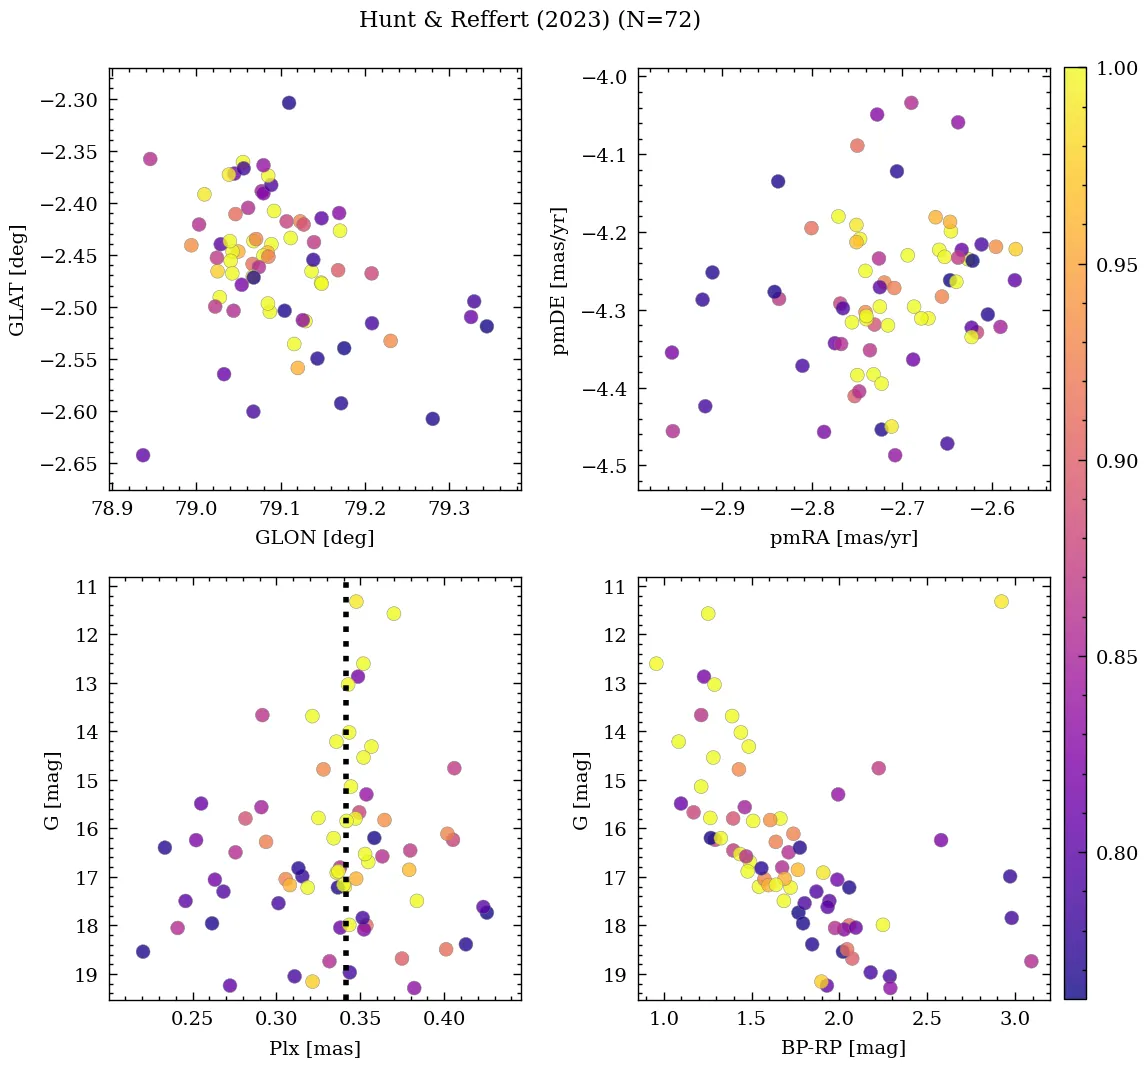 Hunt & Reffert (2023) (N=72)
GLAT [deg]
−2.30
−2.35
−2.40
−2.45
−2.50
−2.55
−2.60
−2.65
78.9 79.0 79.1 79.2 79.3
GLON [deg]
pmDE [mas/yr]
−4.0
−4.1
−4.2
−4.3
−4.4
−4.5
−2.9 −2.8 −2.7 −2.6
pmRA [mas/yr]
1.00
0.95
0.90
0.85
0.80
G [mag]
11
12
13
14
15
16
17
18
19
0.25 0.30 0.35 0.40
Plx [mas]
G [mag]
11
12
13
14
15
16
17
18
19
1.0 1.5 2.0 2.5 3.0
BP-RP [mag]